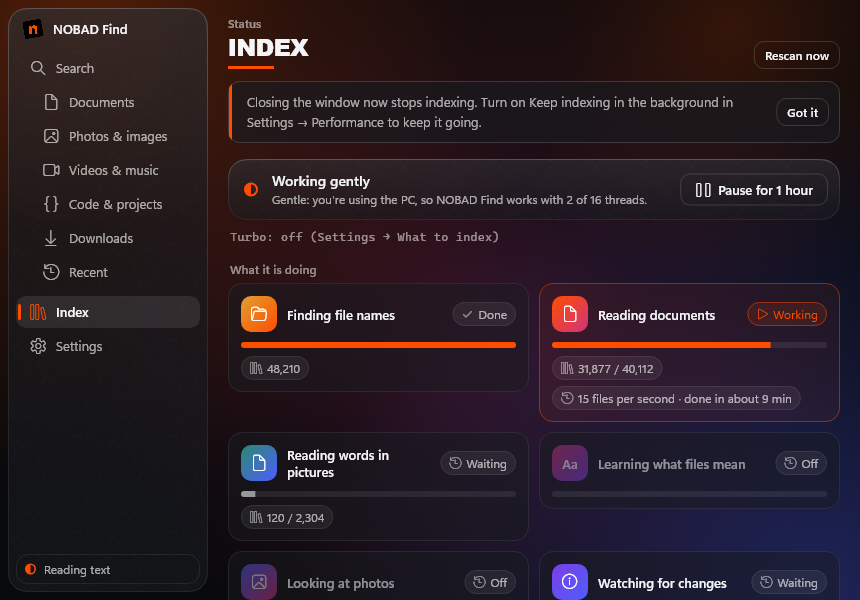 NOBAD Find
Search
Documents
Photos & images
Videos & music
Code & projects
Downloads
Recent
Index
Settings
Reading text
Status
INDEX
Rescan now
Closing the window now stops indexing. Turn on Keep indexing in the background in
Settings → Performance to keep it going.
Got it
Working gently
Gentle: you're using the PC, so NOBAD Find works with 2 of 16 threads.
Pause for 1 hour
Turbo: off (Settings → What to index)
What it is doing
Finding file names
Done
48,210
Reading documents
Working
31,877 / 40,112
15 files per second · done in about 9 min
Reading words in
pictures
Waiting
120 / 2,304
Aa
Learning what files mean
Off
Looking at photos
Off
Watching for changes
Waiting